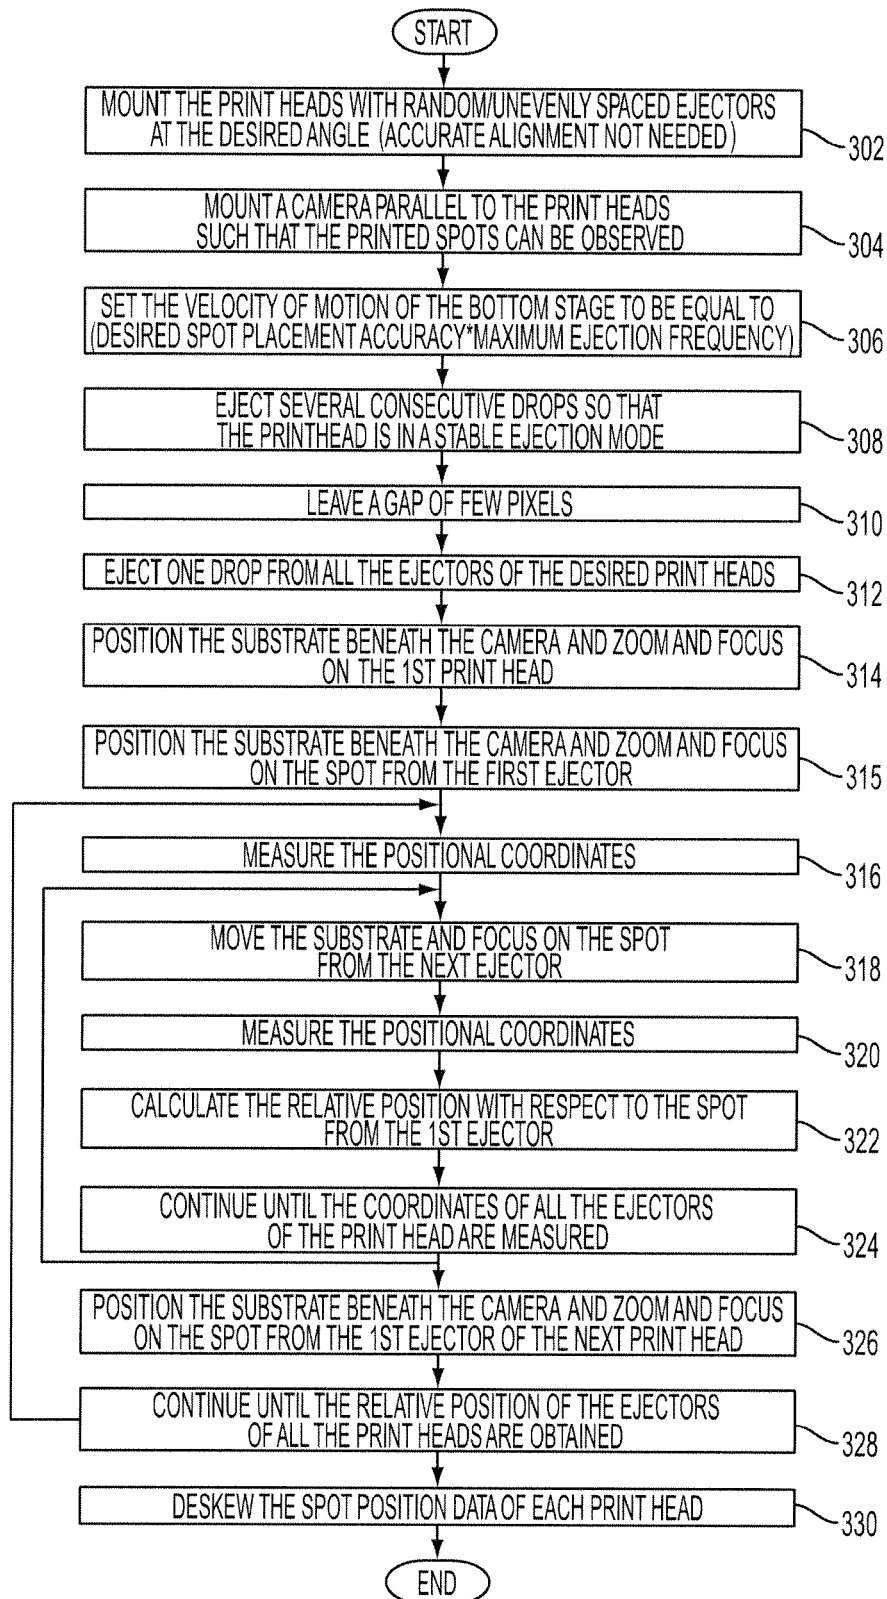 START
MOUNT THE PRINT HEADS WITH RANDOM/UNEVENLY SPACED EJECTORS
AT THE DESIRED ANGLE (ACCURATE ALIGNMENT NOT NEEDED)
302
MOUNT A CAMERA PARALLEL TO THE PRINT HEADS
SUCH THAT THE PRINTED SPOTS CAN BE OBSERVED
304
SET THE VELOCITY OF MOTION OF THE BOTTOM STAGE TO BE EQUAL TO
(DESIRED SPOT PLACEMENT ACCURACY*MAXIMUM EJECTION FREQUENCY)
306
EJECT SEVERAL CONSECUTIVE DROPS SO THAT
THE PRINTHEAD IS IN A STABLE EJECTION MODE
308
LEAVE A GAP OF FEW PIXELS
310
EJECT ONE DROP FROM ALL THE EJECTORS OF THE DESIRED PRINT HEADS
312
POSITION THE SUBSTRATE BENEATH THE CAMERA AND ZOOM AND FOCUS
ON THE 1ST PRINT HEAD
314
POSITION THE SUBSTRATE BENEATH THE CAMERA AND ZOOM AND FOCUS
ON THE SPOT FROM THE FIRST EJECTOR
315
MEASURE THE POSITIONAL COORDINATES
316
MOVE THE SUBSTRATE AND FOCUS ON THE SPOT
FROM THE NEXT EJECTOR
318
MEASURE THE POSITIONAL COORDINATES
320
CALCULATE THE RELATIVE POSITION WITH RESPECT TO THE SPOT
FROM THE 1ST EJECTOR
322
CONTINUE UNTIL THE COORDINATES OF ALL THE EJECTORS
OF THE PRINT HEAD ARE MEASURED
324
POSITION THE SUBSTRATE BENEATH THE CAMERA AND ZOOM AND FOCUS
ON THE SPOT FROM THE 1ST EJECTOR OF THE NEXT PRINT HEAD
326
CONTINUE UNTIL THE RELATIVE POSITION OF THE EJECTORS
OF ALL THE PRINT HEADS ARE OBTAINED
328
DESKEW THE SPOT POSITION DATA OF EACH PRINT HEAD
330
END